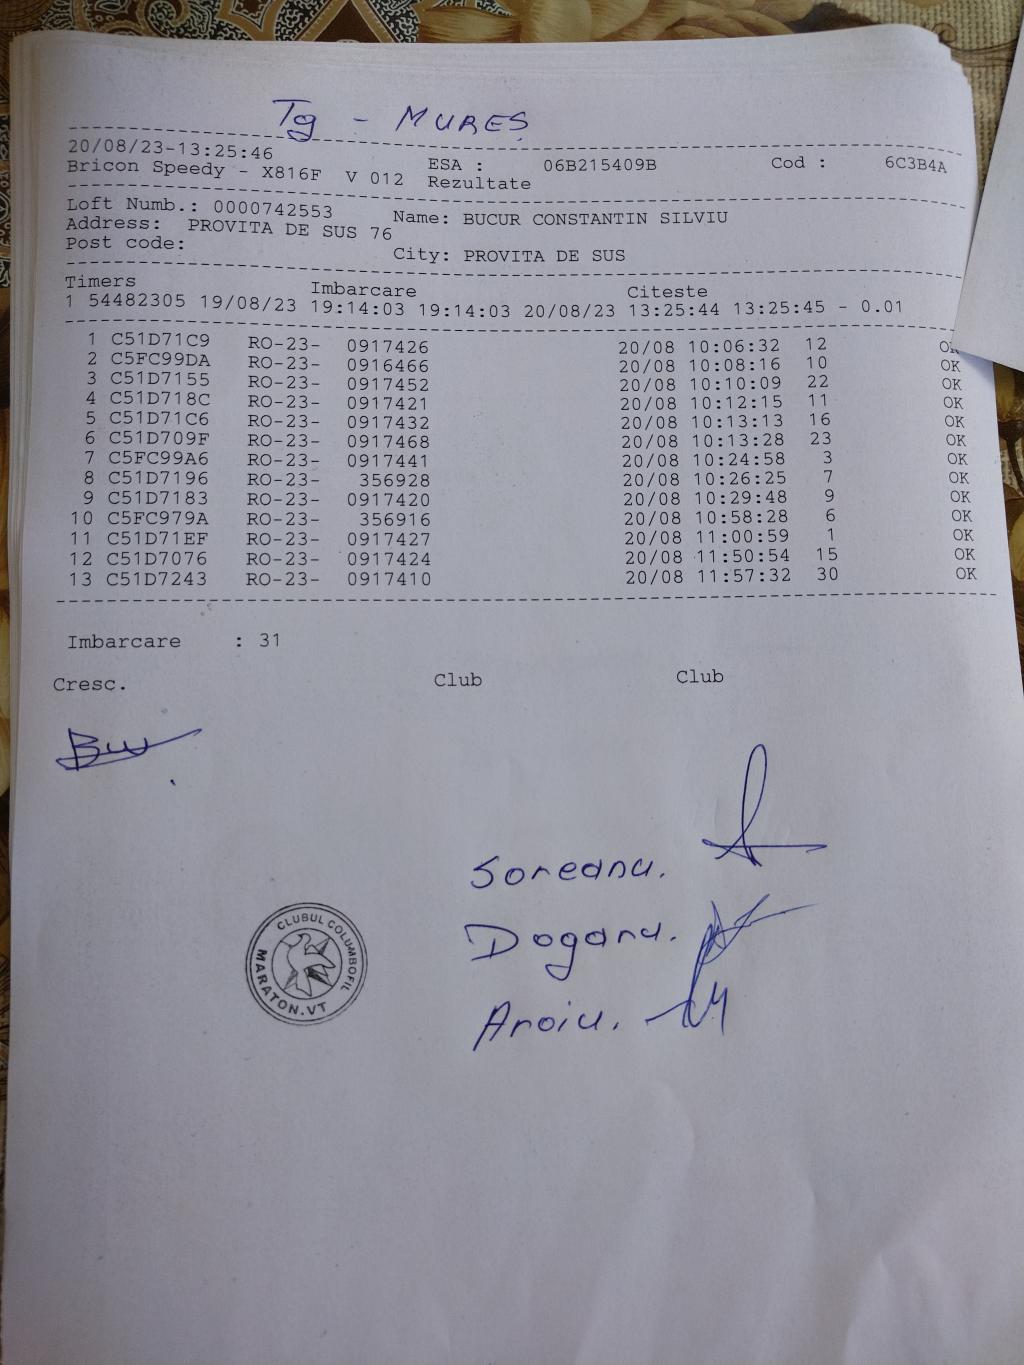 Tg - MUREȘ
20/08/23-13:25:46
Bricon Speedy - X816F V 012 ESA : 06B215409B Cod : 6C3B4A
Rezultate
Loft Numb.: 0000742553 Name: BUCUR CONSTANTIN SILVIU
Address: PROVITA DE SUS 76
Post code: City: PROVITA DE SUS
Timers Imbarcare Citeste
1 54482305 19/08/23 19:14:03 19:14:03 20/08/23 13:25:44 13:25:45 - 0.01
1 C51D71C9 RO-23- 0917426 20/08 10:06:32 12
2 C5FC99DA RO-23- 0916466 20/08 10:08:16 10 OK
3 C51D7155 RO-23- 0917452 20/08 10:10:09 22 OK
4 C51D718C RO-23- 0917421 20/08 10:12:15 11 OK
5 C51D71C6 RO-23- 0917432 20/08 10:13:13 16 OK
6 C51D709F RO-23- 0917468 20/08 10:13:28 23 OK
7 C5FC99A6 RO-23- 0917441 20/08 10:24:58 3 OK
8 C51D7196 RO-23- 356928 20/08 10:26:25 7 OK
9 C51D7183 RO-23- 0917420 20/08 10:29:48 9 OK
10 C5FC979A RO-23- 356916 20/08 10:58:28 6 OK
11 C51D71EF RO-23- 0917427 20/08 11:00:59 1 OK
12 C51D7076 RO-23- 0917424 20/08 11:50:54 15 OK
13 C51D7243 RO-23- 0917410 20/08 11:57:32 30 OK
Imbarcare : 31
Cresc. Club Club
Soreanu.
Dogaru.
Aroiu.
CLUBUL COLUMBOFIL
MARATON.VT